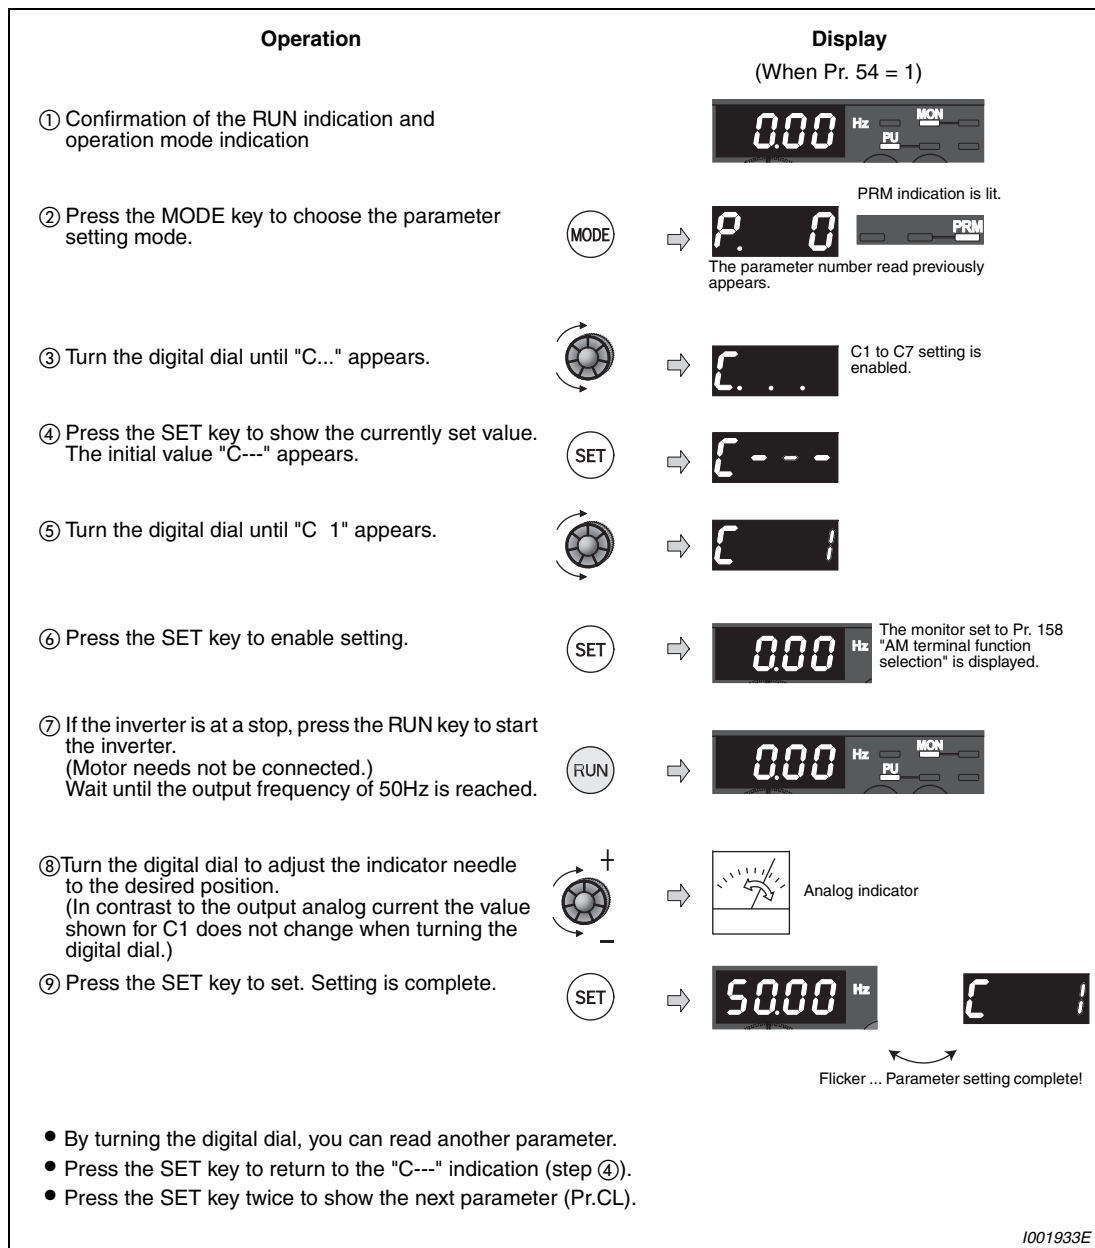 Operation
Display
(When Pr. 54 = 1)
① Confirmation of the RUN indication and
operation mode indication
0.00 Hz MON
PU
② Press the MODE key to choose the parameter
setting mode.
MODE
P. 0
PRM indication is lit.
PRM
The parameter number read previously
appears.
③ Turn the digital dial until "C..." appears.
C. . .
C1 to C7 setting is
enabled.
④ Press the SET key to show the currently set value.
The initial value "C---" appears.
SET
C - - -
⑤ Turn the digital dial until "C  1" appears.
C 1
⑥ Press the SET key to enable setting.
SET
0.00 Hz
The monitor set to Pr. 158
"AM terminal function
selection" is displayed.
⑦ If the inverter is at a stop, press the RUN key to start
the inverter.
(Motor needs not be connected.)
Wait until the output frequency of 50Hz is reached.
RUN
0.00 Hz MON
PU
⑧Turn the digital dial to adjust the indicator needle
to the desired position.
(In contrast to the output analog current the value
shown for C1 does not change when turning the
digital dial.)
+
–
Analog indicator
⑨ Press the SET key to set. Setting is complete.
SET
50.00 Hz
C 1
Flicker ... Parameter setting complete!
● By turning the digital dial, you can read another parameter.
● Press the SET key to return to the "C---" indication (step ④).
● Press the SET key twice to show the next parameter (Pr.CL).
I001933E